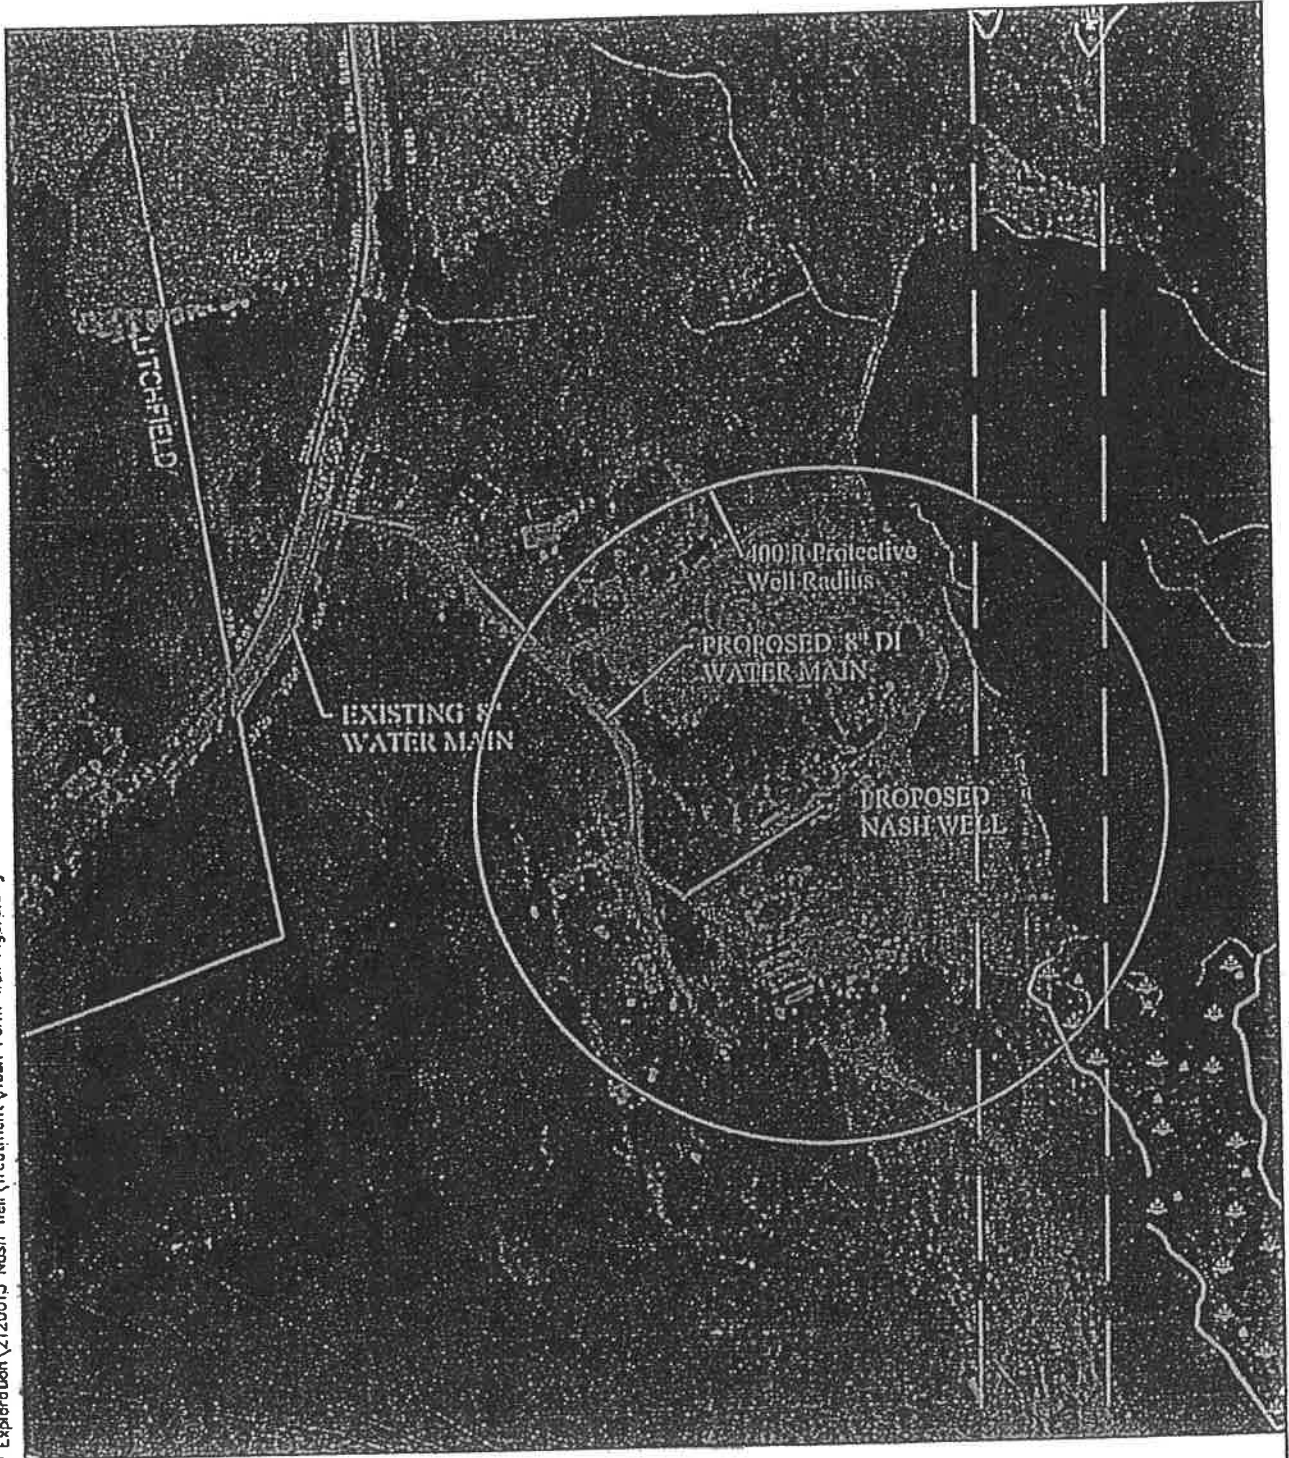 LITCHFIELD
400 ft Protective
Well Radius
PROPOSED 8" DI
WATER MAIN
EXISTING 8"
WATER MAIN
PROPOSED
NASH WELL